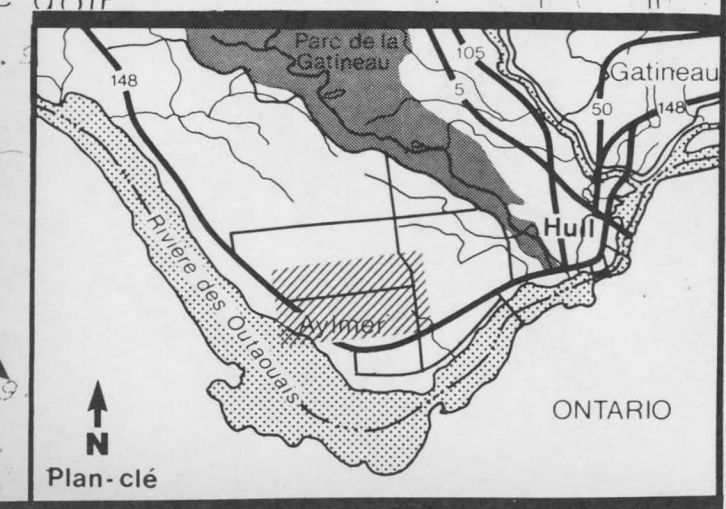 Parc de la
Gatineau
105
148
5
Gatineau
50
148
Hull
Rivière des Outaouais
Aylmer
ONTARIO
N
Plan-clé